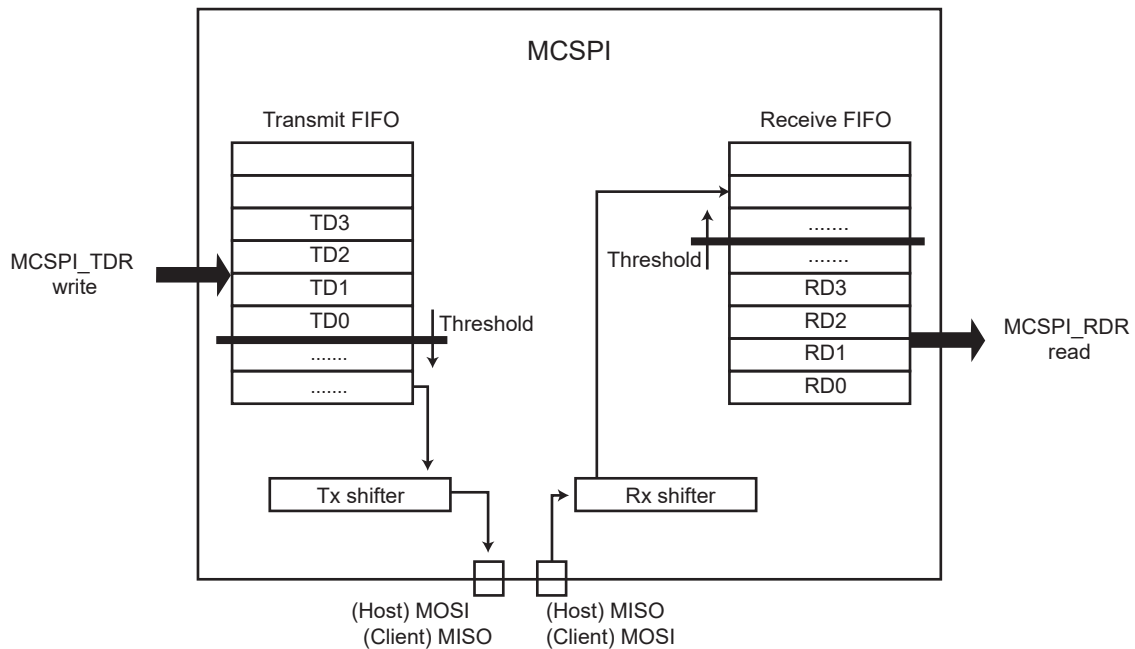 MCSPI
Transmit FIFO
TD3
TD2
TD1
TD0
.......
.......
MCSPI_TDR
write
Threshold
Receive FIFO
.......
.......
RD3
RD2
RD1
RD0
Threshold
MCSPI_RDR
read
Tx shifter
Rx shifter
(Host) MOSI
(Client) MISO
(Host) MISO
(Client) MOSI